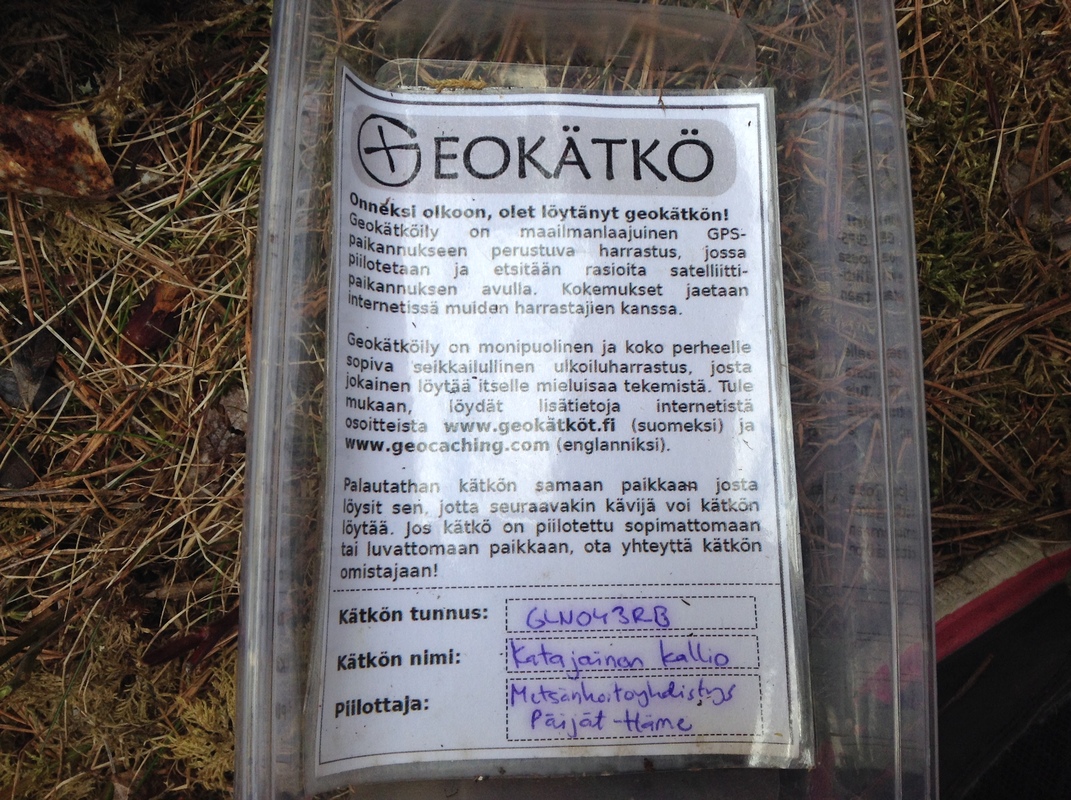 GEOKÄTKÖ
Onneksi olkoon, olet löytänyt geokätkön!
Geokätköily on maailmanlaajuinen GPS-
paikannukseen perustuva harrastus, jossa
piilotetaan ja etsitään rasioita satelliitti-
paikannuksen avulla. Kokemukset jaetaan
internetissä muiden harrastajien kanssa.
Geokätköily on monipuolinen ja koko perheelle
sopiva seikkailullinen ulkoiluharrastus, josta
jokainen löytää itselle mieluisaa tekemistä. Tule
mukaan, löydät lisätietoja internetistä
osoitteista www.geokätköt.fi (suomeksi) ja
www.geocaching.com (englanniksi).
Palautathan kätkön samaan paikkaan josta
löysit sen, jotta seuraavakin kävijä voi kätkön
löytää. Jos kätkö on piilotettu sopimattomaan
tai luvattomaan paikkaan, ota yhteyttä kätkön
omistajaan!
Kätkön tunnus: GLN043RB
Kätkön nimi: Katajainen kallio
Piilottaja: Metsänhoitoyhdistys
Päijät-Häme